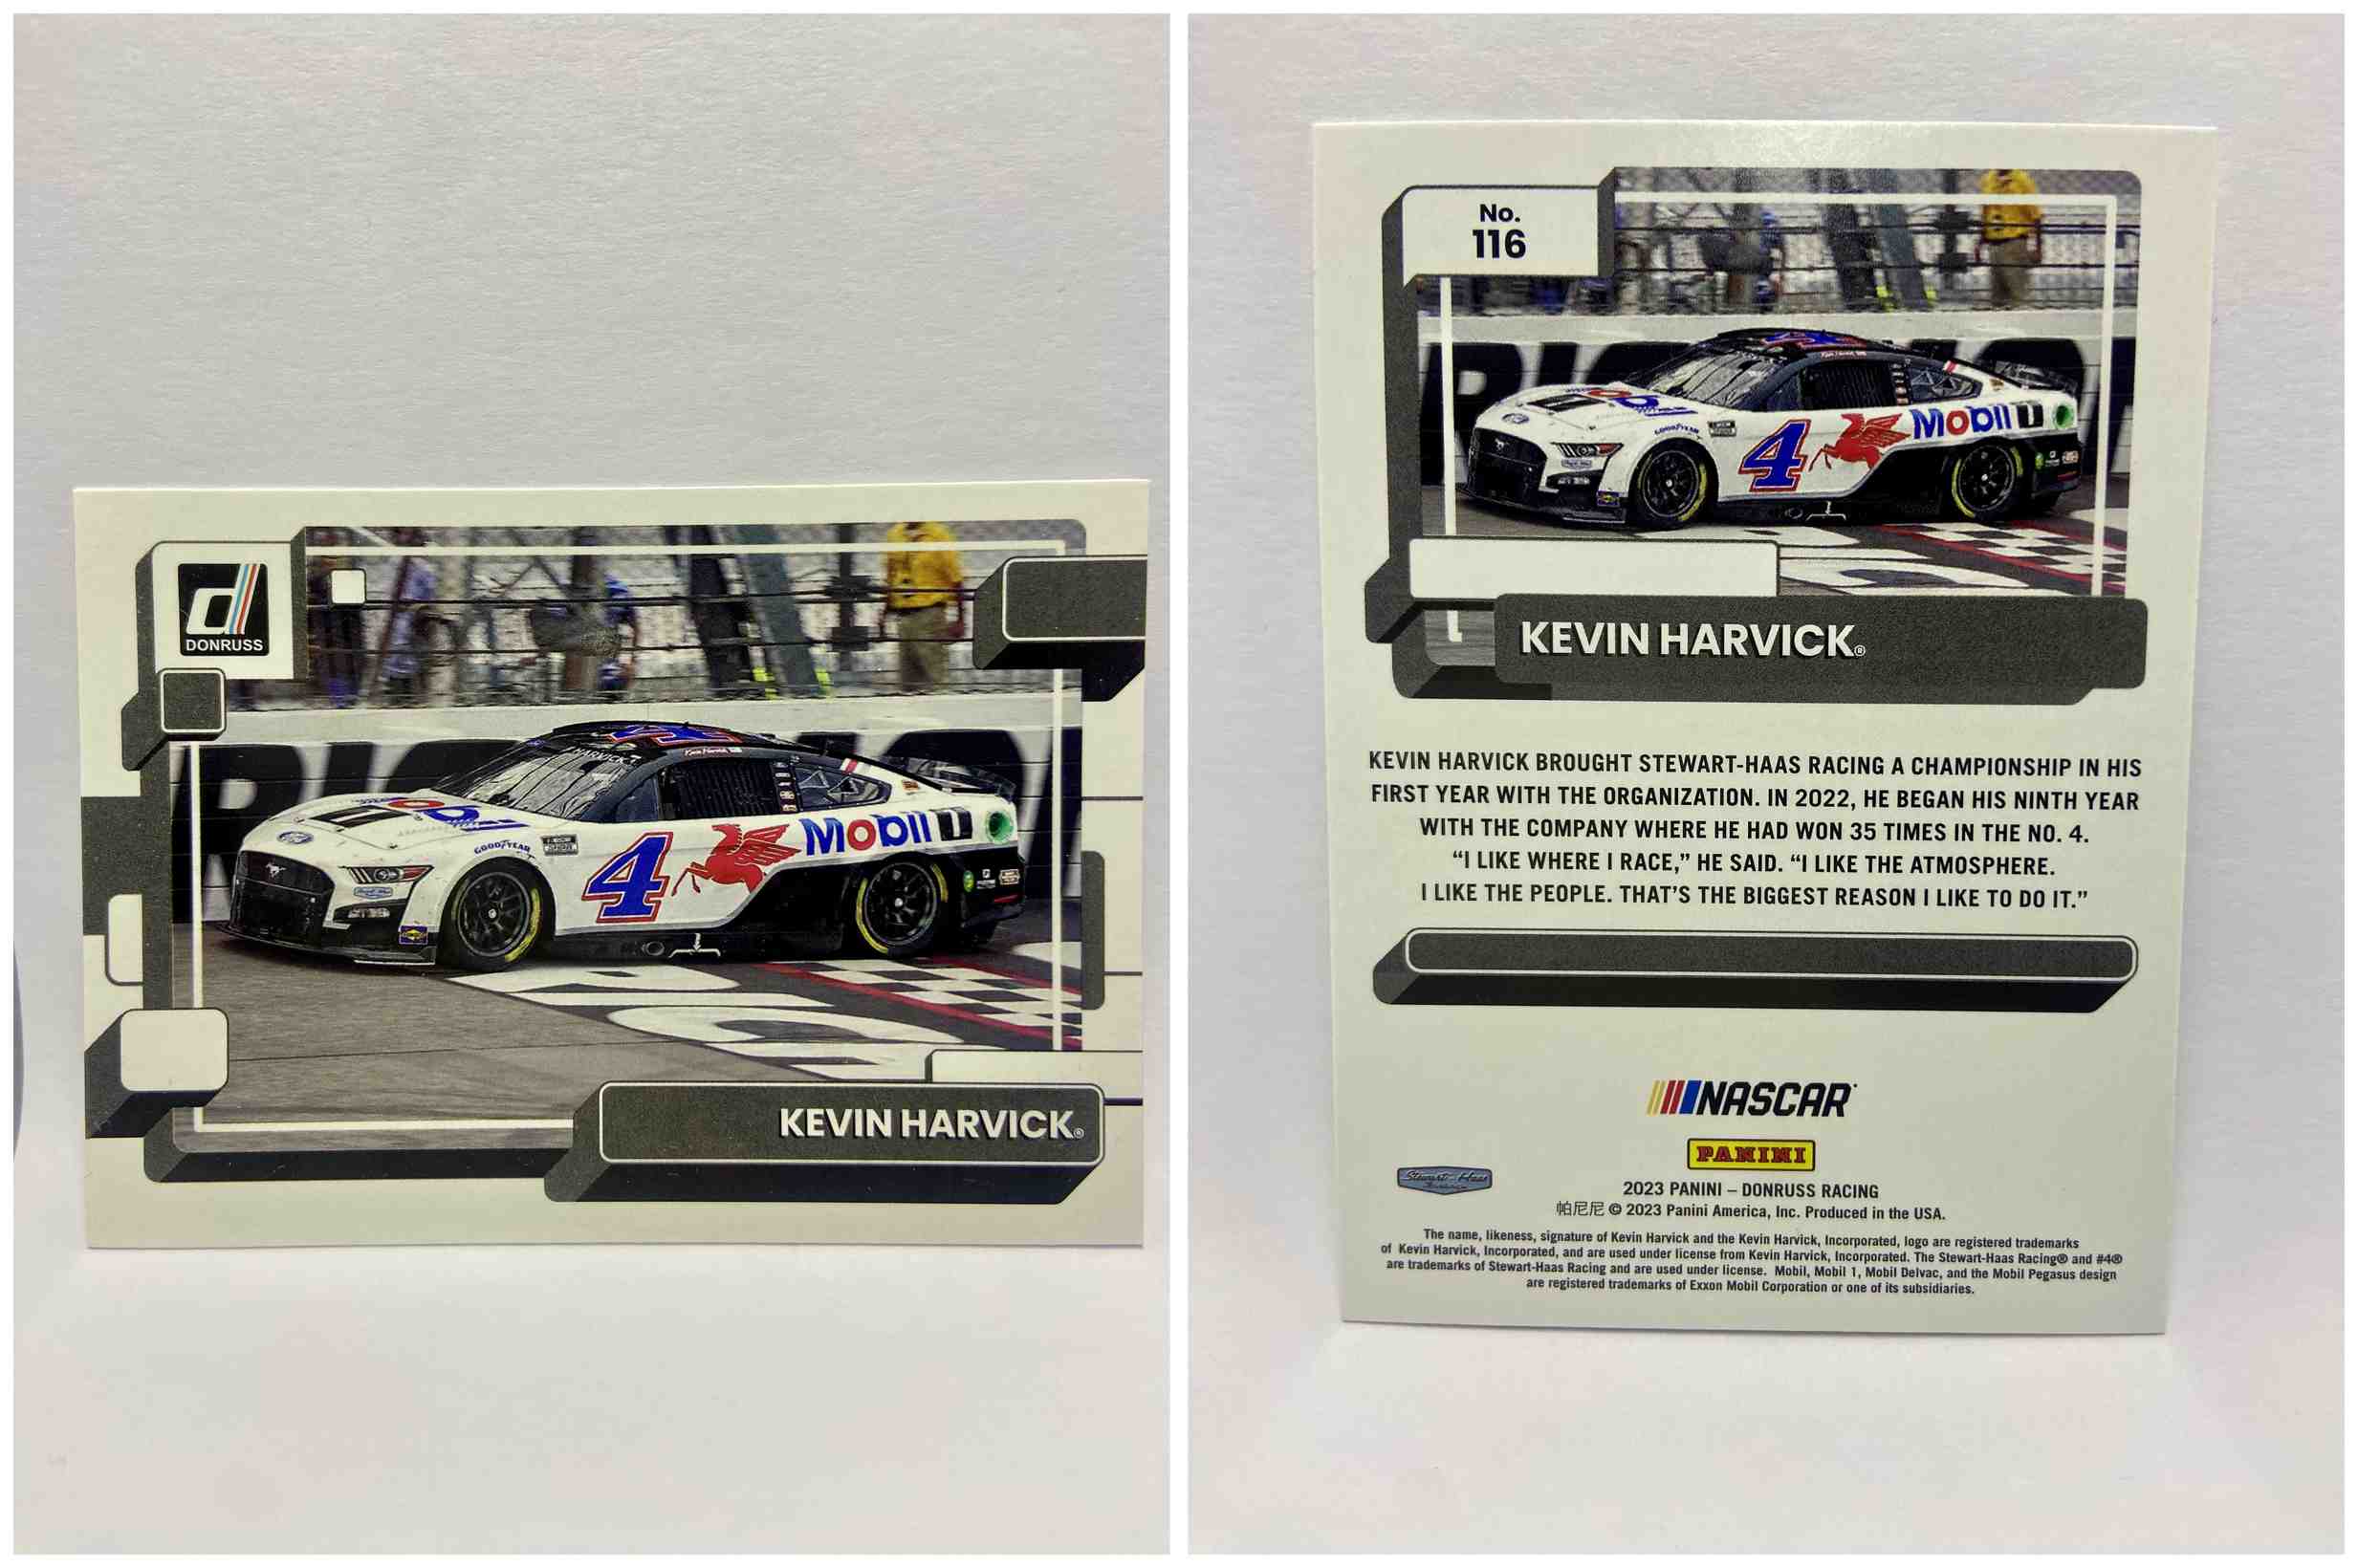 DONRUSS
GOODYEAR
4
Mobil 1
KEVIN HARVICK®
No.
116
GOODYEAR
4
Mobil 1
KEVIN HARVICK®
KEVIN HARVICK BROUGHT STEWART-HAAS RACING A CHAMPIONSHIP IN HIS
FIRST YEAR WITH THE ORGANIZATION. IN 2022, HE BEGAN HIS NINTH YEAR
WITH THE COMPANY WHERE HE HAD WON 35 TIMES IN THE NO. 4.
“I LIKE WHERE I RACE,” HE SAID. “I LIKE THE ATMOSPHERE.
I LIKE THE PEOPLE. THAT’S THE BIGGEST REASON I LIKE TO DO IT.”
NASCAR
PANINI
Stewart-Haas
2023 PANINI – DONRUSS RACING
帕尼尼 © 2023 Panini America, Inc. Produced in the USA.
The name, likeness, signature of Kevin Harvick and the Kevin Harvick, Incorporated, logo are registered trademarks
of Kevin Harvick, Incorporated, and are used under license from Kevin Harvick, Incorporated. The Stewart-Haas Racing® and #4®
are trademarks of Stewart-Haas Racing and are used under license. Mobil, Mobil 1, Mobil Delvac, and the Mobil Pegasus design
are registered trademarks of Exxon Mobil Corporation or one of its subsidiaries.